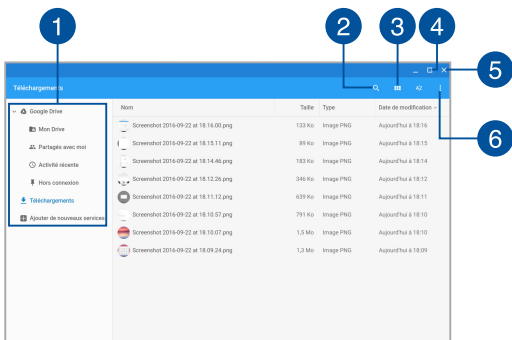 1
2
3
4
5
6
Téléchargements
AZ
Google Drive
Mon Drive
Partagés avec moi
Activité récente
Hors connexion
Téléchargements
Ajouter de nouveaux services
Nom Taille Type Date de modification
Screenshot 2016-09-22 at 18.16.00.png 133 Ko Image PNG Aujourd'hui à 18:16
Screenshot 2016-09-22 at 18.15.11.png 89 Ko Image PNG Aujourd'hui à 18:15
Screenshot 2016-09-22 at 18.14.46.png 183 Ko Image PNG Aujourd'hui à 18:14
Screenshot 2016-09-22 at 18.12.26.png 346 Ko Image PNG Aujourd'hui à 18:12
Screenshot 2016-09-22 at 18.11.12.png 639 Ko Image PNG Aujourd'hui à 18:11
Screenshot 2016-09-22 at 18.10.57.png 791 Ko Image PNG Aujourd'hui à 18:10
Screenshot 2016-09-22 at 18.10.07.png 1,5 Mo Image PNG Aujourd'hui à 18:10
Screenshot 2016-09-22 at 18.09.24.png 1,3 Mo Image PNG Aujourd'hui à 18:09